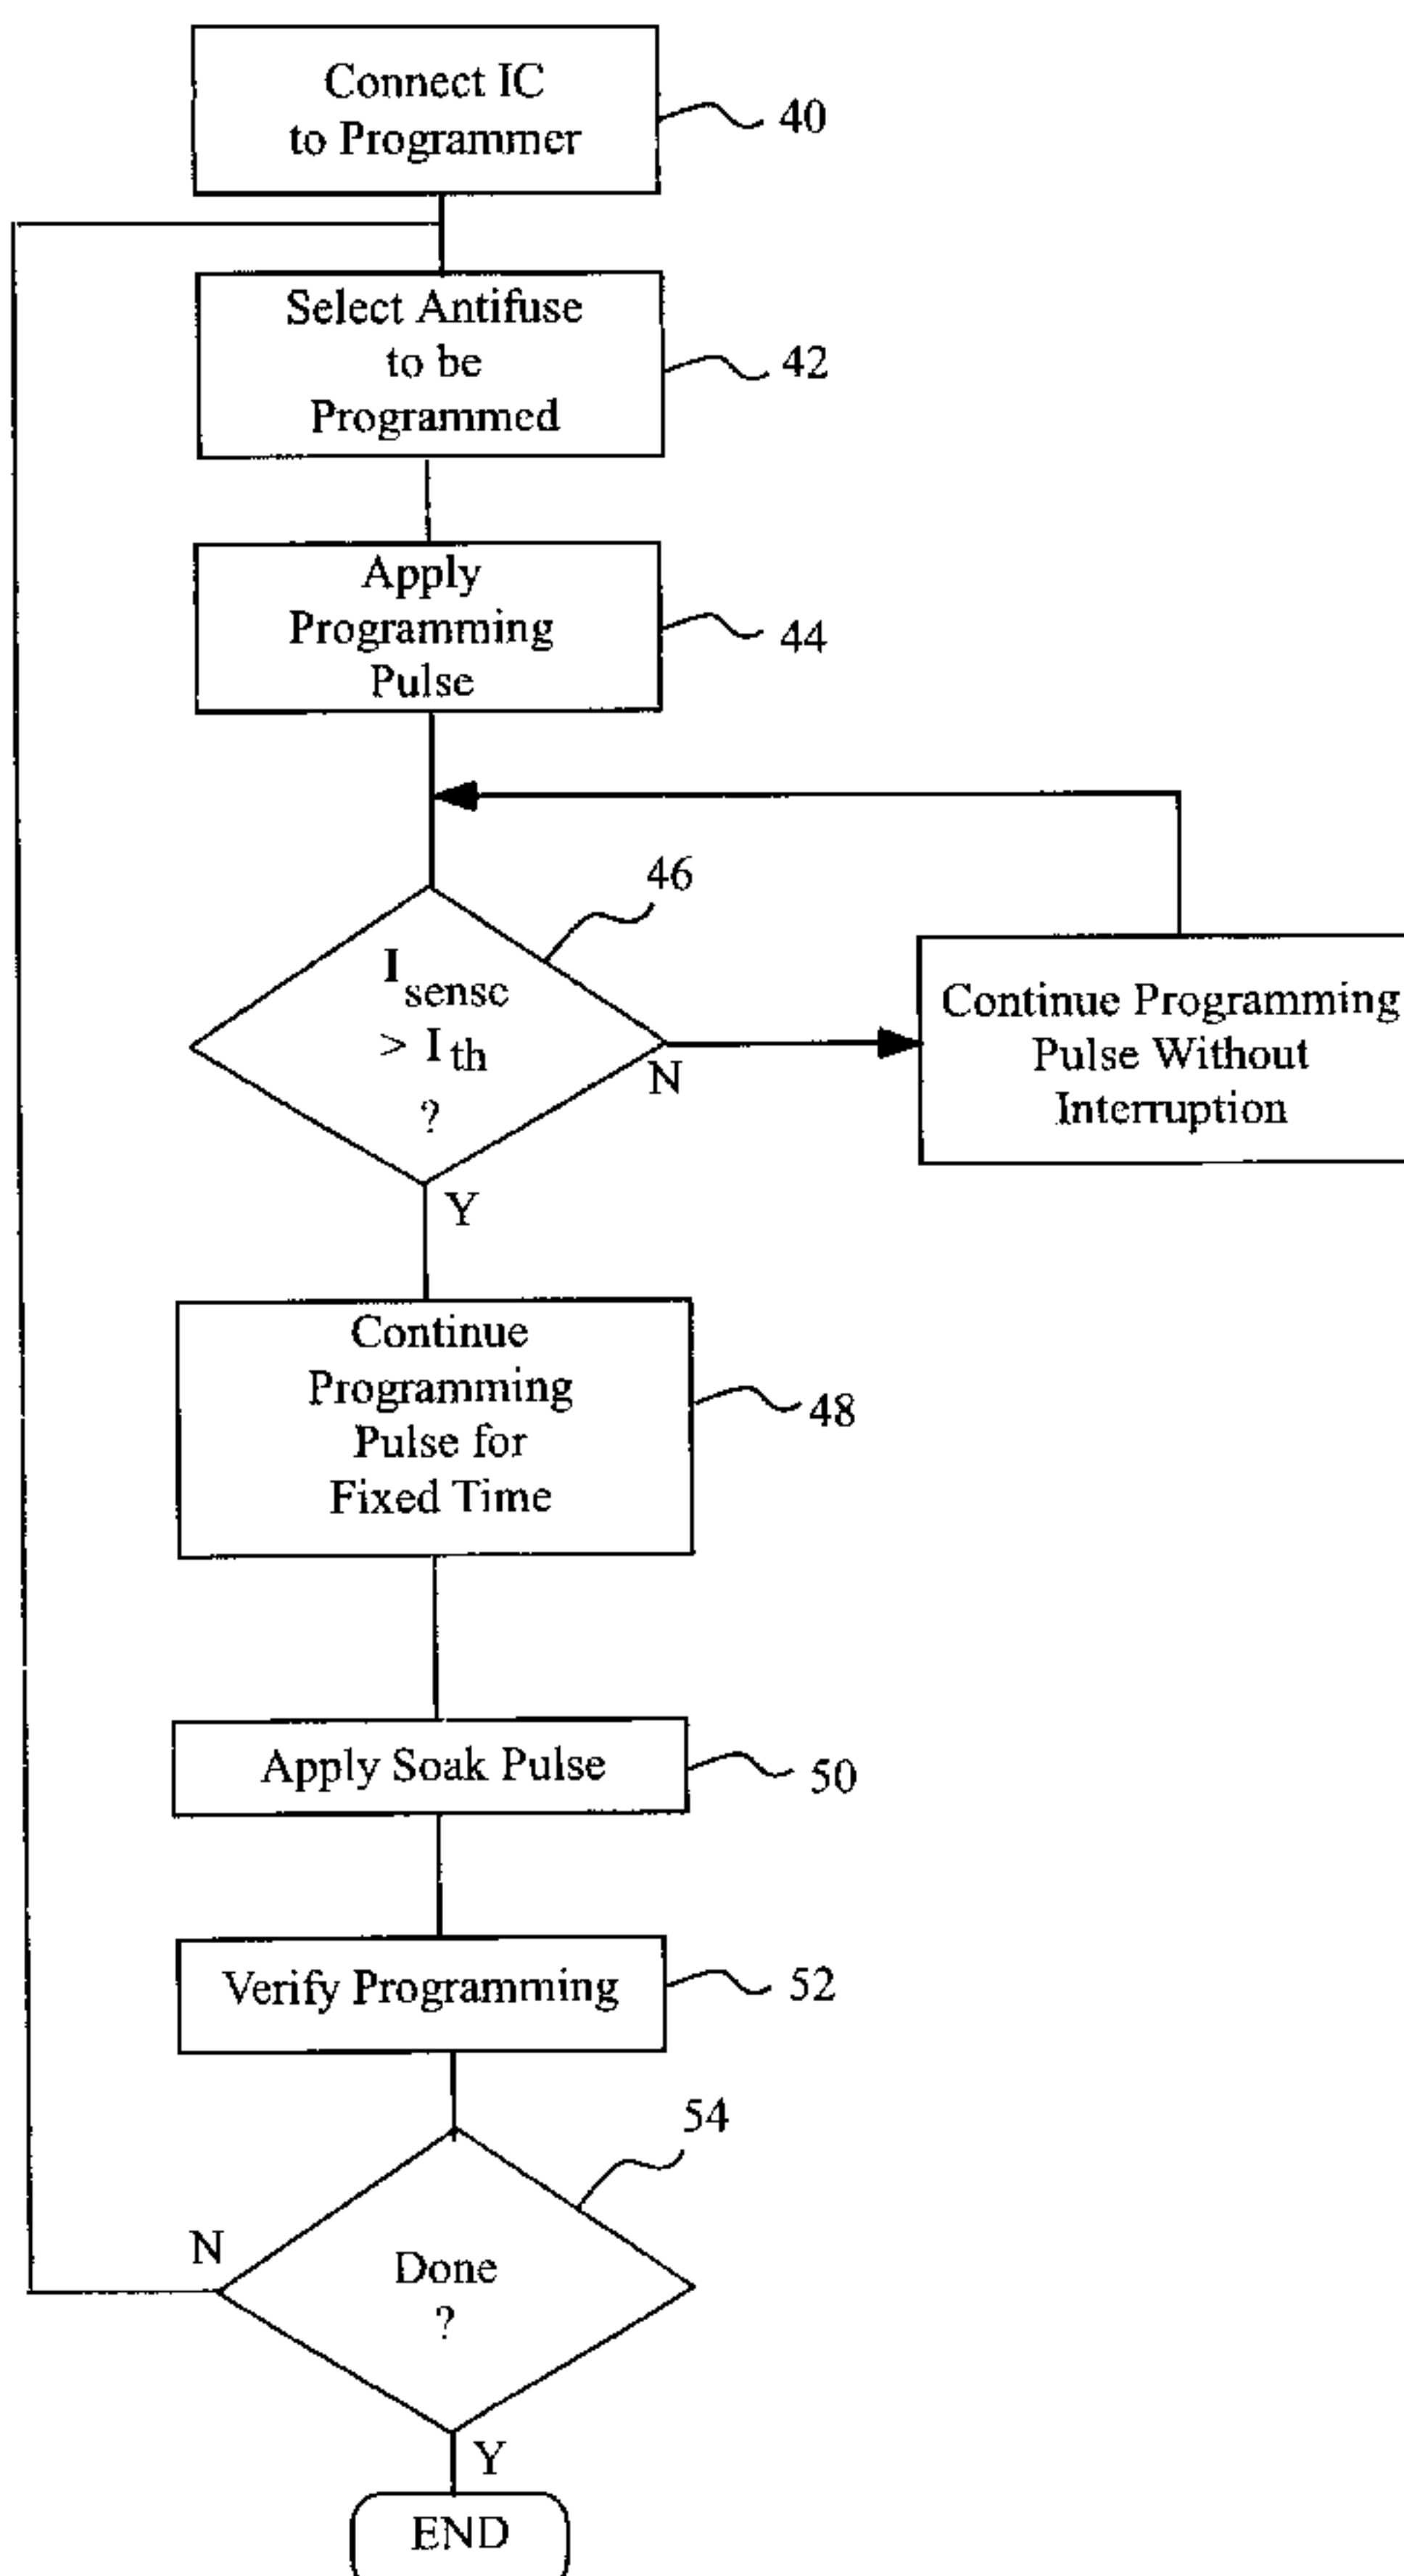 Connect IC
to Programmer
40
Select Antifuse
to be
Programmed
42
Apply
Programming
Pulse
44
46
I sense
> I th
?
N
Y
Continue Programming
Pulse Without
Interruption
Continue
Programming
Pulse for
Fixed Time
48
Apply Soak Pulse
50
Verify Programming
52
54
N
Done
?
Y
END